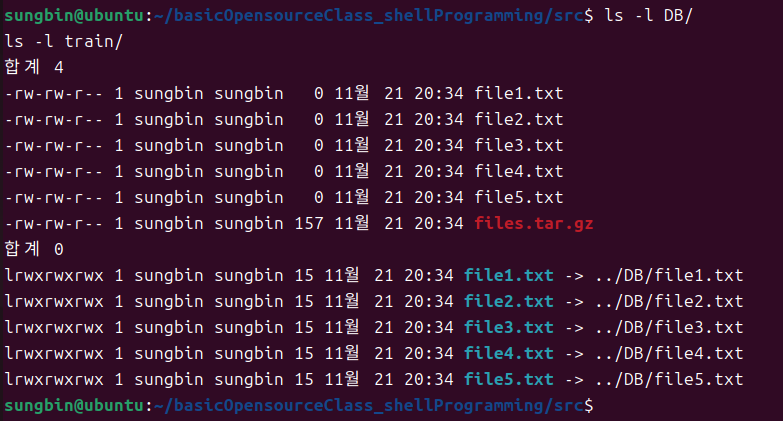 sungbin@ubuntu:~/basicOpensourceClass_shellProgramming/src$ ls -l DB/
ls -l train/
합계 4
-rw-rw-r-- 1 sungbin sungbin   0 11월  21 20:34 file1.txt
-rw-rw-r-- 1 sungbin sungbin   0 11월  21 20:34 file2.txt
-rw-rw-r-- 1 sungbin sungbin   0 11월  21 20:34 file3.txt
-rw-rw-r-- 1 sungbin sungbin   0 11월  21 20:34 file4.txt
-rw-rw-r-- 1 sungbin sungbin   0 11월  21 20:34 file5.txt
-rw-rw-r-- 1 sungbin sungbin 157 11월  21 20:34 files.tar.gz
합계 0
lrwxrwxrwx 1 sungbin sungbin 15 11월  21 20:34 file1.txt -> ../DB/file1.txt
lrwxrwxrwx 1 sungbin sungbin 15 11월  21 20:34 file2.txt -> ../DB/file2.txt
lrwxrwxrwx 1 sungbin sungbin 15 11월  21 20:34 file3.txt -> ../DB/file3.txt
lrwxrwxrwx 1 sungbin sungbin 15 11월  21 20:34 file4.txt -> ../DB/file4.txt
lrwxrwxrwx 1 sungbin sungbin 15 11월  21 20:34 file5.txt -> ../DB/file5.txt
sungbin@ubuntu:~/basicOpensourceClass_shellProgramming/src$